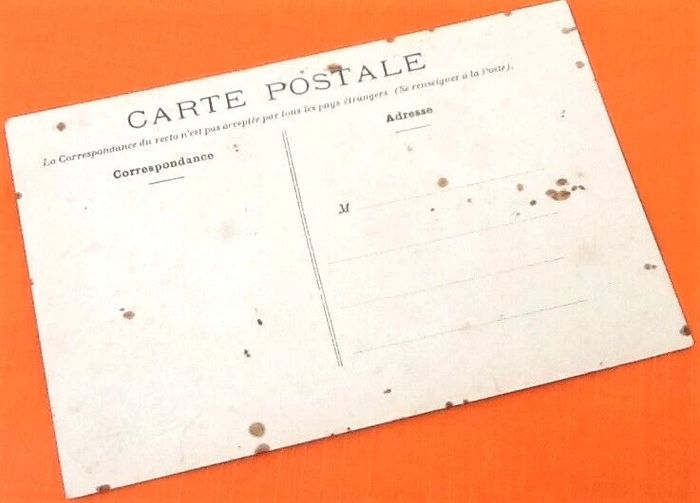 CARTE POSTALE
La Correspondance du recto n'est pas acceptée par tous les pays étrangers (Se renseigner à la Poste).
Correspondance
Adresse
M